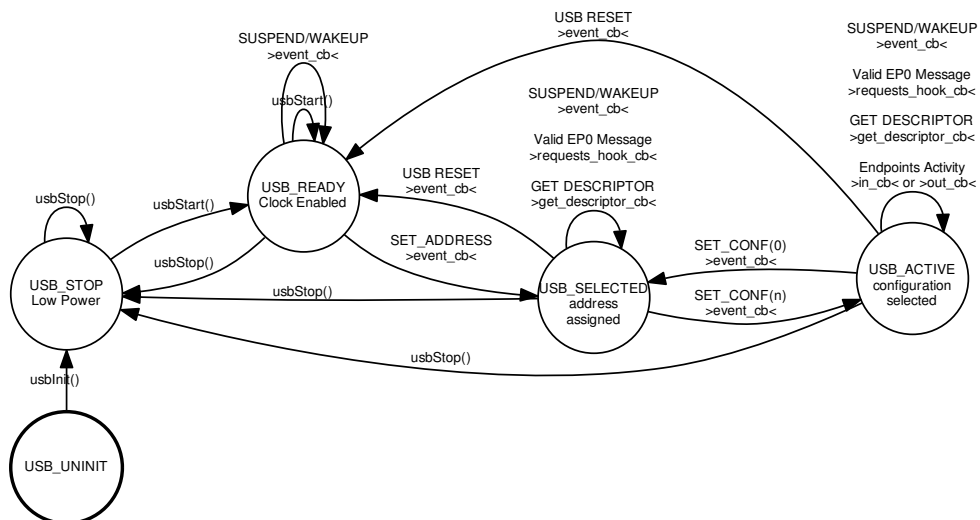 USB RESET
>event_cb<
SUSPEND/WAKEUP
>event_cb<
Valid EP0 Message
>requests_hook_cb<
GET DESCRIPTOR
>get_descriptor_cb<
Endpoints Activity
>in_cb< or >out_cb<
SUSPEND/WAKEUP
>event_cb<
usbStart()
SUSPEND/WAKEUP
>event_cb<
Valid EP0 Message
>requests_hook_cb<
GET DESCRIPTOR
>get_descriptor_cb<
USB RESET
>event_cb<
USB_READY
Clock Enabled
usbStop()
usbStart()
SET_ADDRESS
>event_cb<
SET_CONF(0)
>event_cb<
usbStop()
USB_STOP
Low Power
usbStop()
USB_SELECTED
address
assigned
SET_CONF(n)
>event_cb<
USB_ACTIVE
configuration
selected
usbStop()
usbInit()
USB_UNINIT